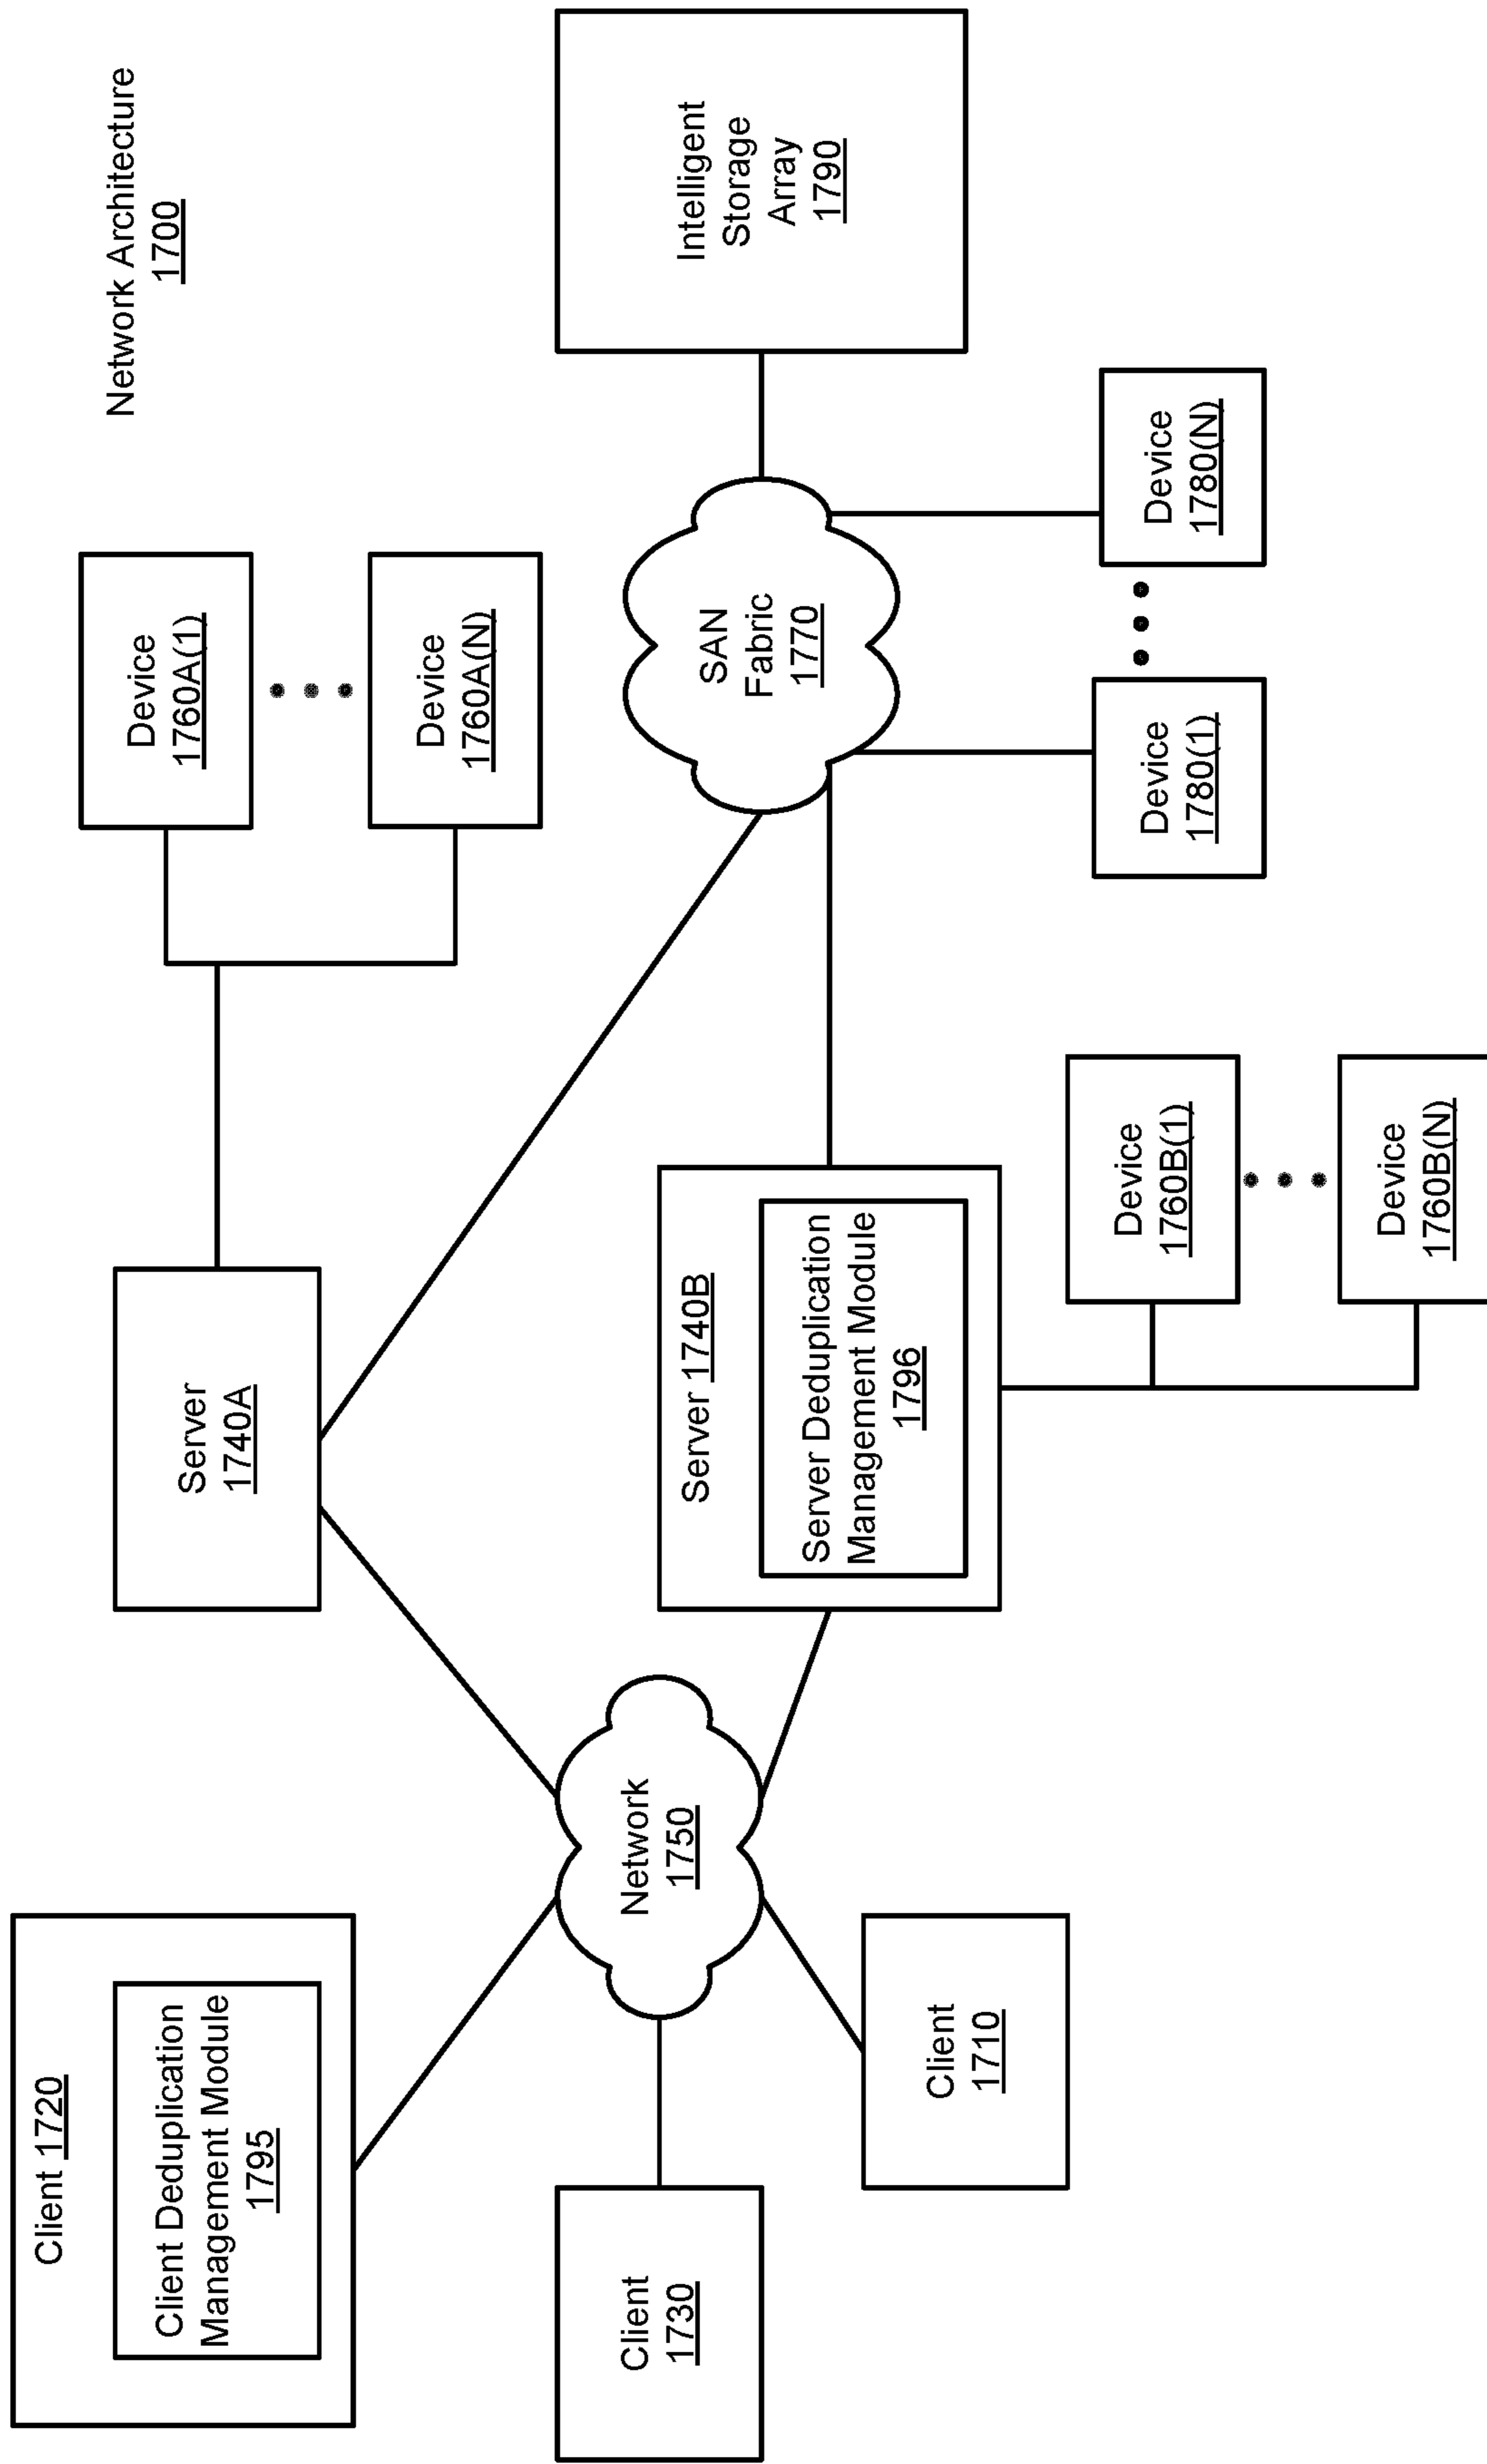 Network Architecture
1700
Client 1720
Client Deduplication
Management Module
1795
Server
1740A
Device
1760A(1)
Device
1760A(N)
Client
1730
Network
1750
Server 1740B
Server Deduplication
Management Module
1796
SAN
Fabric
1770
Intelligent
Storage
Array
1790
Client
1710
Device
1760B(1)
Device
1760B(N)
Device
1780(1)
Device
1780(N)